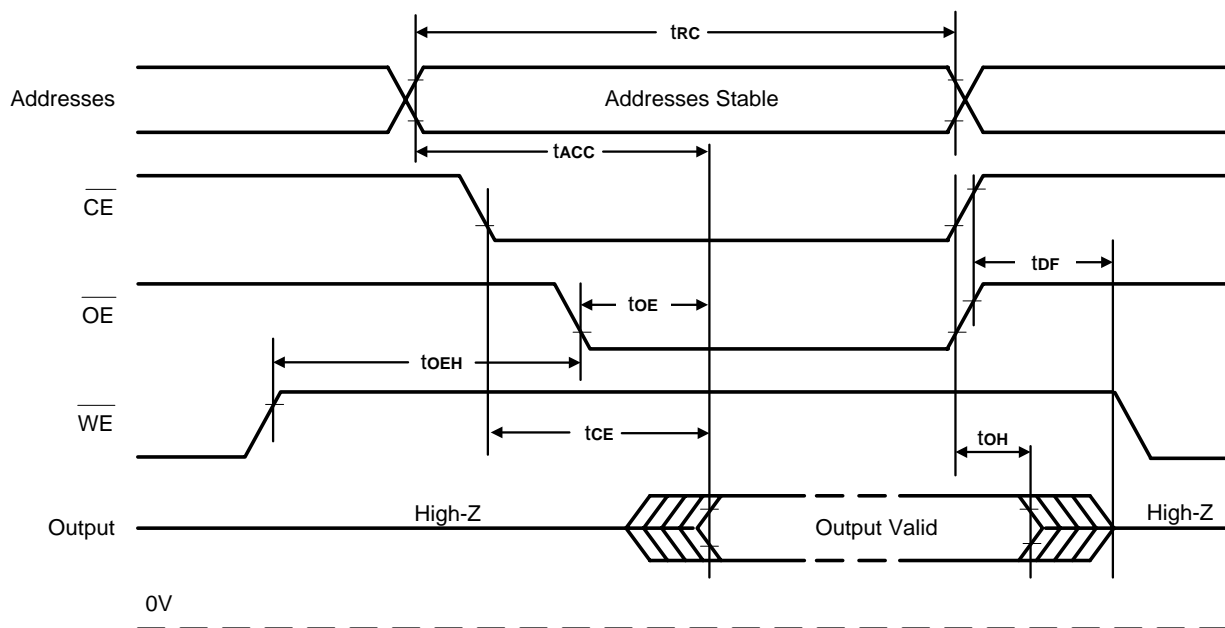 tRC
Addresses
Addresses Stable
tACC
CE
tDF
OE
tOE
tOEH
WE
tCE
tOH
High-Z
Output
Output Valid
High-Z
0V